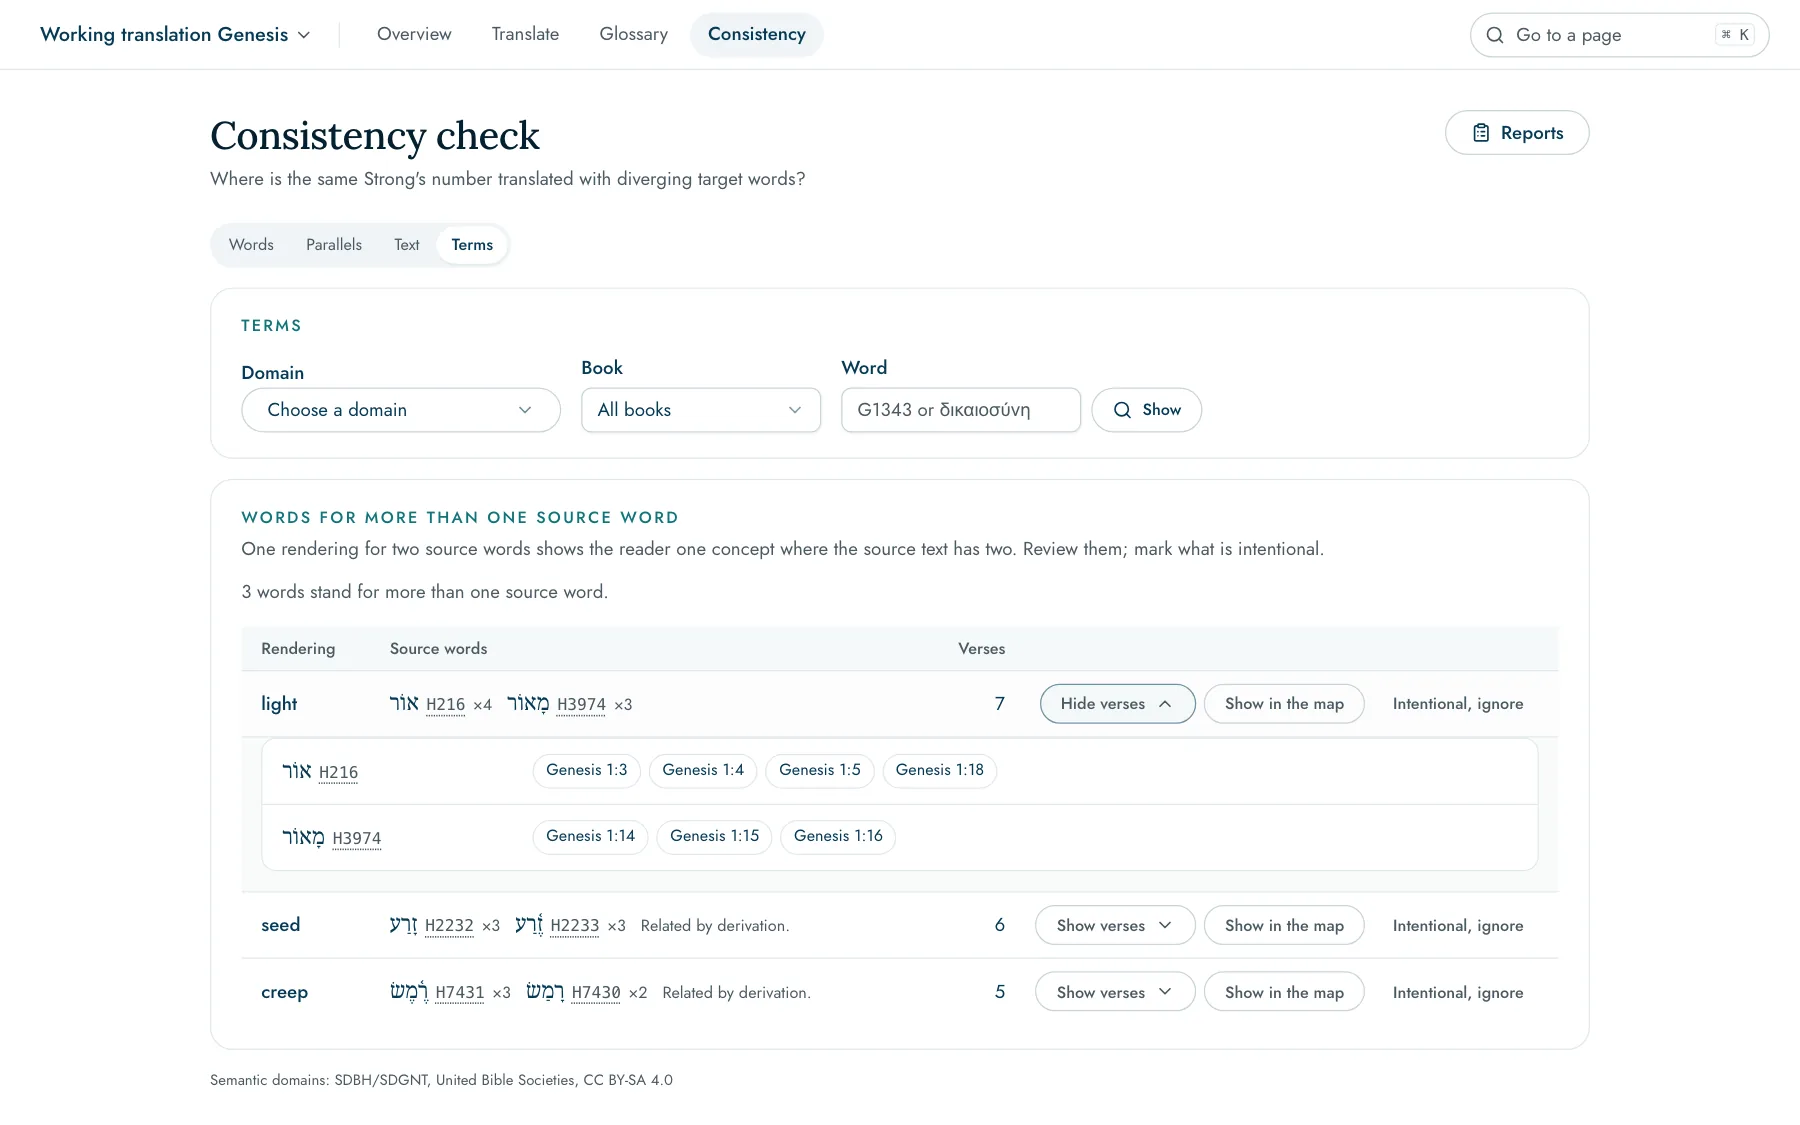 Working translation Genesis Overview Translate Glossary Consistency Go to a page ⌘ K
Consistency check
Reports
Where is the same Strong's number translated with diverging target words?
Words Parallels Text Terms
TERMS
Domain Book Word
Choose a domain All books G1343 or δικαιοσύνη Show
WORDS FOR MORE THAN ONE SOURCE WORD
One rendering for two source words shows the reader one concept where the source text has two. Review them; mark what is intentional.
3 words stand for more than one source word.
Rendering Source words Verses
light אוֹר H216 ×4 מָאוֹר H3974 ×3 7 Hide verses Show in the map Intentional, ignore
אוֹר H216 Genesis 1:3 Genesis 1:4 Genesis 1:5 Genesis 1:18
מָאוֹר H3974 Genesis 1:14 Genesis 1:15 Genesis 1:16
seed זָרַע H2232 ×3 זֶ֫רַע H2233 ×3 Related by derivation. 6 Show verses Show in the map Intentional, ignore
creep רֶ֫מֶשׂ H7431 ×3 רָמַשׂ H7430 ×2 Related by derivation. 5 Show verses Show in the map Intentional, ignore
Semantic domains: SDBH/SDGNT, United Bible Societies, CC BY-SA 4.0